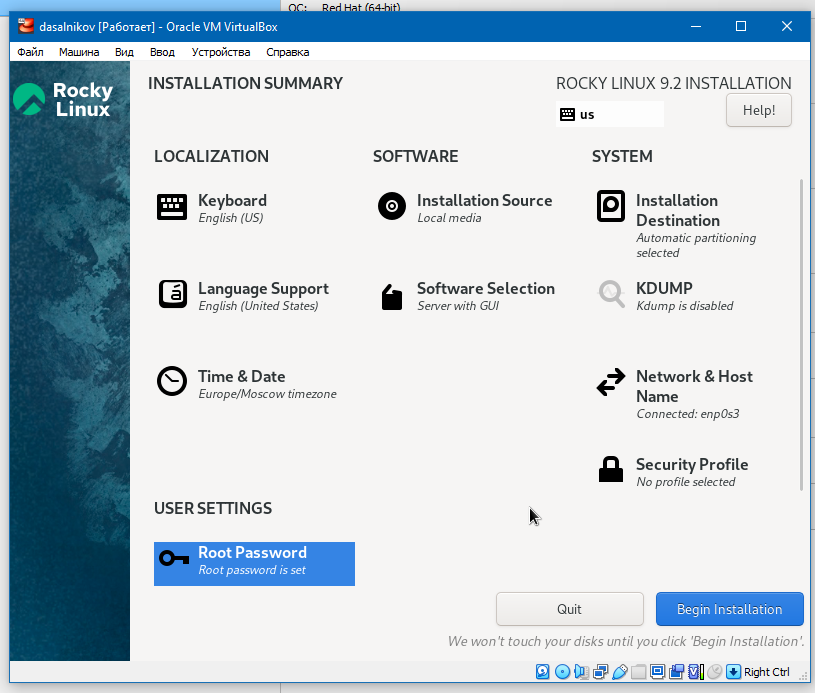 ОС: Red Hat (64-bit)
dasalnikov [Работает] - Oracle VM VirtualBox
Файл Машина Вид Ввод Устройства Справка
Rocky
Linux
INSTALLATION SUMMARY
ROCKY LINUX 9.2 INSTALLATION
us
Help!
LOCALIZATION
Keyboard
English (US)
Language Support
English (United States)
Time & Date
Europe/Moscow timezone
SOFTWARE
Installation Source
Local media
Software Selection
Server with GUI
SYSTEM
Installation
Destination
Automatic partitioning
selected
KDUMP
Kdump is disabled
Network & Host
Name
Connected: enp0s3
Security Profile
No profile selected
USER SETTINGS
Root Password
Root password is set
Quit
Begin Installation
We won't touch your disks until you click 'Begin Installation'.
Right Ctrl